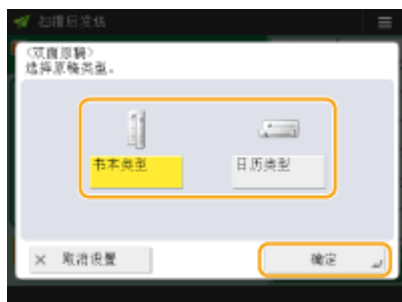 扫描后发送
<双面原稿>
选择原稿类型。
书本类型
日历类型
× 取消设置
确定